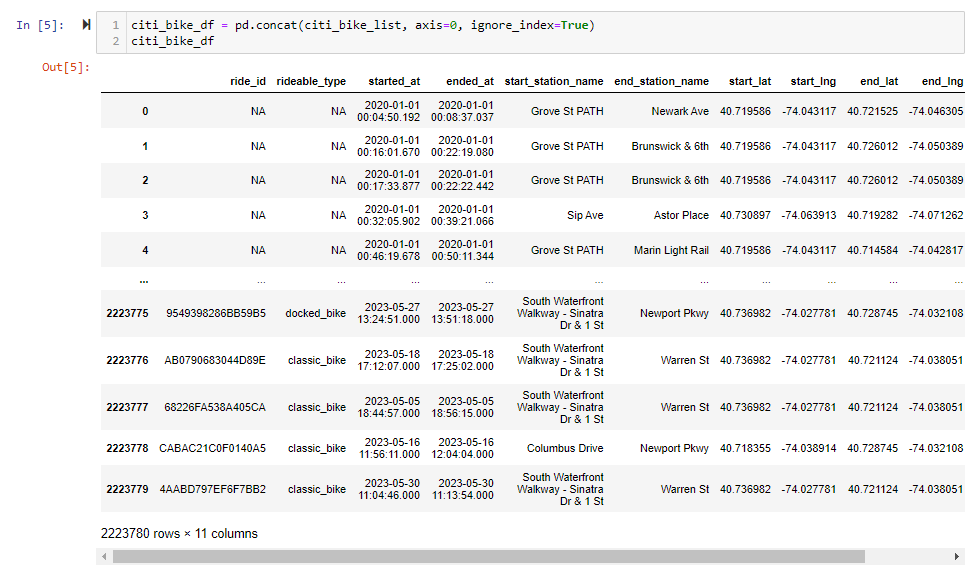 In [5]:
1 citi_bike_df = pd.concat(citi_bike_list, axis=0, ignore_index=True)
2 citi_bike_df
Out[5]:
ride_id rideable_type started_at ended_at start_station_name end_station_name start_lat start_lng end_lat end_lng
0 NA NA 2020-01-01 00:04:50.192 2020-01-01 00:08:37.037 Grove St PATH Newark Ave 40.719586 -74.043117 40.721525 -74.046305
1 NA NA 2020-01-01 00:16:01.670 2020-01-01 00:22:19.080 Grove St PATH Brunswick & 6th 40.719586 -74.043117 40.726012 -74.050389
2 NA NA 2020-01-01 00:17:33.877 2020-01-01 00:22:22.442 Grove St PATH Brunswick & 6th 40.719586 -74.043117 40.726012 -74.050389
3 NA NA 2020-01-01 00:32:05.902 2020-01-01 00:39:21.066 Sip Ave Astor Place 40.730897 -74.063913 40.719282 -74.071262
4 NA NA 2020-01-01 00:46:19.678 2020-01-01 00:50:11.344 Grove St PATH Marin Light Rail 40.719586 -74.043117 40.714584 -74.042817
... ... ... ... ... ... ... ... ... ... ...
2223775 9549398286BB59B5 docked_bike 2023-05-27 13:24:51.000 2023-05-27 13:51:18.000 South Waterfront Walkway - Sinatra Dr & 1 St Newport Pkwy 40.736982 -74.027781 40.728745 -74.032108
2223776 AB0790683044D89E classic_bike 2023-05-18 17:12:07.000 2023-05-18 17:25:02.000 South Waterfront Walkway - Sinatra Dr & 1 St Warren St 40.736982 -74.027781 40.721124 -74.038051
2223777 68226FA538A405CA classic_bike 2023-05-05 18:44:57.000 2023-05-05 18:56:15.000 South Waterfront Walkway - Sinatra Dr & 1 St Warren St 40.736982 -74.027781 40.721124 -74.038051
2223778 CABAC21C0F0140A5 classic_bike 2023-05-16 11:56:11.000 2023-05-16 12:04:04.000 Columbus Drive Newport Pkwy 40.718355 -74.038914 40.728745 -74.032108
2223779 4AABD797EF6F7BB2 classic_bike 2023-05-30 11:04:46.000 2023-05-30 11:13:54.000 South Waterfront Walkway - Sinatra Dr & 1 St Warren St 40.736982 -74.027781 40.721124 -74.038051
2223780 rows × 11 columns